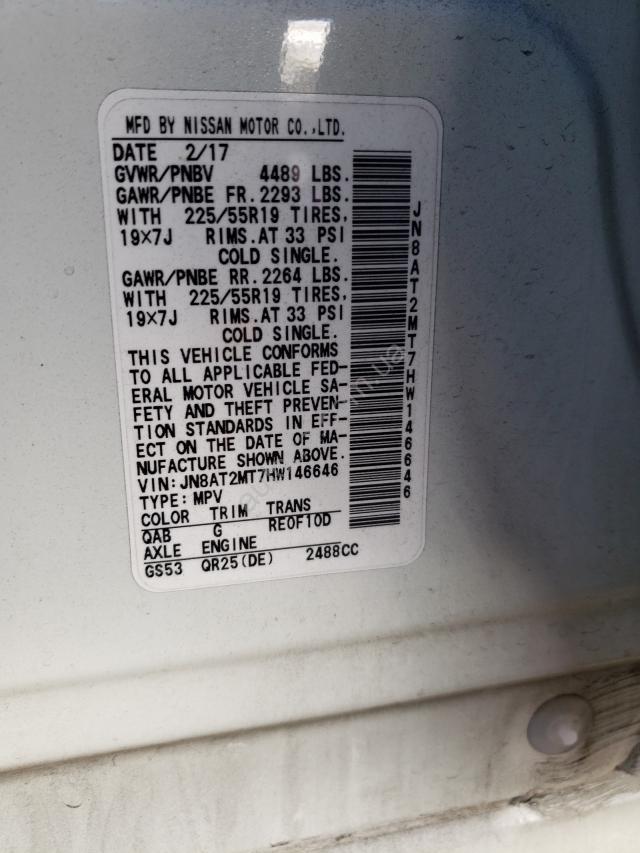 MFD BY NISSAN MOTOR CO.,LTD.
DATE 2/17
GVWR/PNBV 4489 LBS.
GAWR/PNBE FR. 2293 LBS.
WITH 225/55R19 TIRES,
19×7J RIMS.AT 33 PSI
COLD SINGLE.
GAWR/PNBE RR. 2264 LBS.
WITH 225/55R19 TIRES,
19×7J RIMS.AT 33 PSI
COLD SINGLE.
THIS VEHICLE CONFORMS
TO ALL APPLICABLE FED-
ERAL MOTOR VEHICLE SA-
FETY AND THEFT PREVEN-
TION STANDARDS IN EFF-
ECT ON THE DATE OF MA-
NUFACTURE SHOWN ABOVE.
VIN:JN8AT2MT7HW146646
TYPE:MPV
COLOR TRIM TRANS
QAB G RE0F10D
AXLE ENGINE
GS53 QR25(DE) 2488CC
JN8AT2MT7HW146646